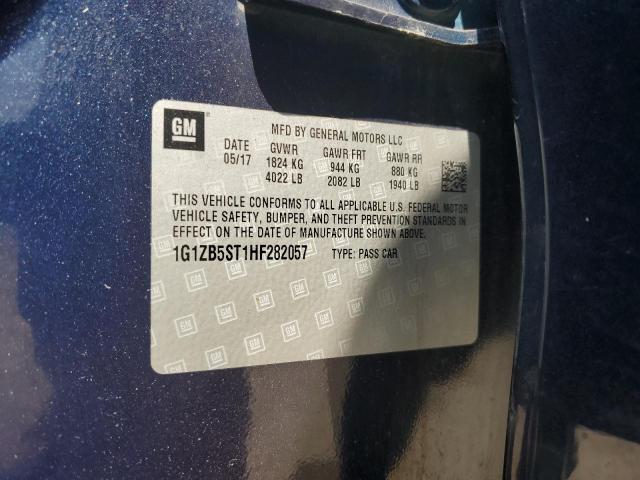 GM
MFD BY GENERAL MOTORS LLC
DATE GVWR GAWR FRT GAWR RR
05/17 1824 KG 944 KG 880 KG
4022 LB 2082 LB 1940 LB
THIS VEHICLE CONFORMS TO ALL APPLICABLE U.S. FEDERAL MOTOR
VEHICLE SAFETY, BUMPER, AND THEFT PREVENTION STANDARDS IN
EFFECT ON THE DATE OF MANUFACTURE SHOWN ABOVE.
1G1ZB5ST1HF282057 TYPE: PASS CAR